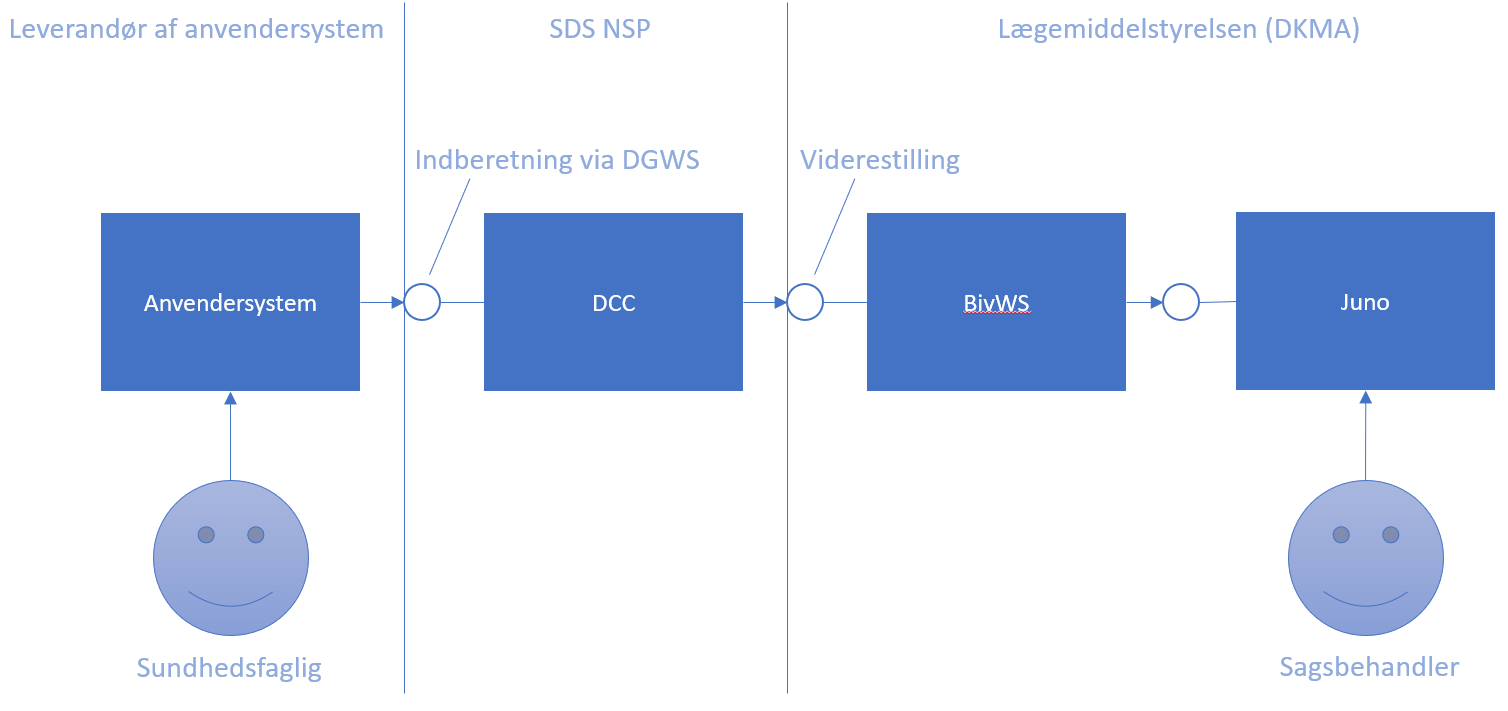 Leverandør af anvendersystem
SDS NSP
Lægemiddelstyrelsen (DKMA)
Indberetning via DGWS
Viderestilling
Anvendersystem
DCC
BivWS
Juno
Sundhedsfaglig
Sagsbehandler